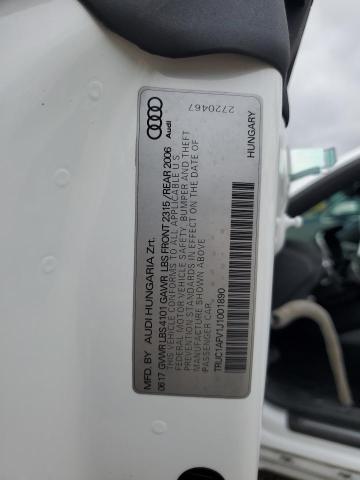 MFD. BY AUDI HUNGARIA Zrt.
Audi
0617 GVWR LBS 4101 GAWR LBS FRONT 2315 /REAR 2006
THIS VEHICLE CONFORMS TO ALL APPLICABLE U S
FEDERAL MOTOR VEHICLE SAFETY, BUMPER AND THEFT
PREVENTION STANDARDS IN EFFECT ON THE DATE OF
MANUFACTURE SHOWN ABOVE.
PASSENGER CAR
TRUC1AFV1J1001890
HUNGARY
2720467